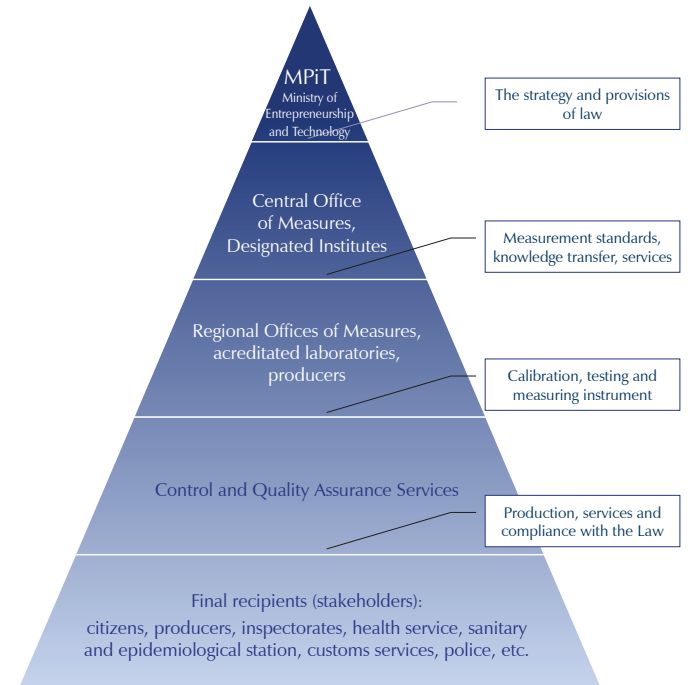 MPiT
Ministry of
Entrepreneurship
and Technology
The strategy and provisions
of law
Central Office
of Measures,
Designated Institutes
Measurement standards,
knowledge transfer, services
Regional Offices of Measures,
acreditated laboratories,
producers
Calibration, testing and
measuring instrument
Control and Quality Assurance Services
Production, services and
compliance with the Law
Final recipients (stakeholders):
citizens, producers, inspectorates, health service, sanitary
and epidemiological station, customs services, police, etc.